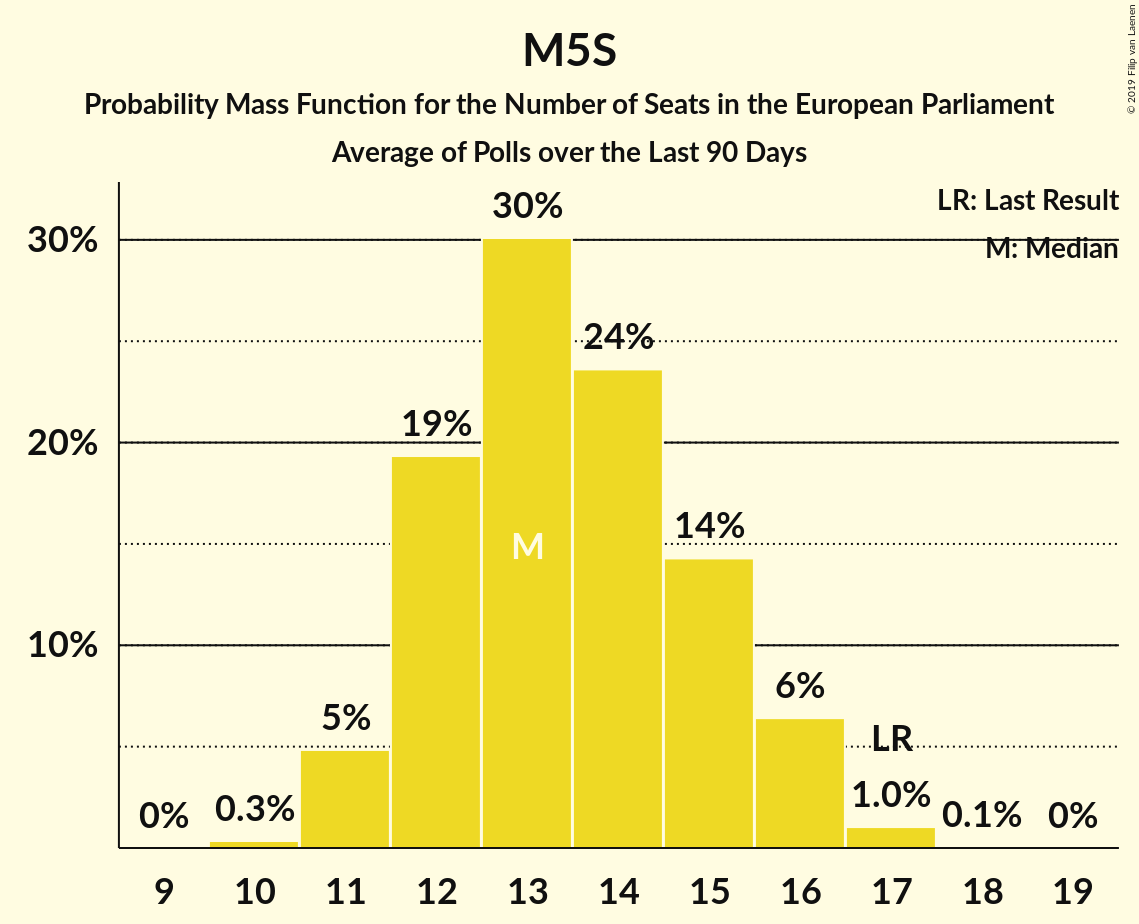 M5S
Probability Mass Function for the Number of Seats in the European Parliament
Average of Polls over the Last 90 Days
© 2019 Filip van Laenen
LR: Last Result
M: Median
30%
20%
10%
0%
0.3%
5%
19%
30%
M
24%
14%
6%
LR
1.0%
0.1%
0%
9 10 11 12 13 14 15 16 17 18 19